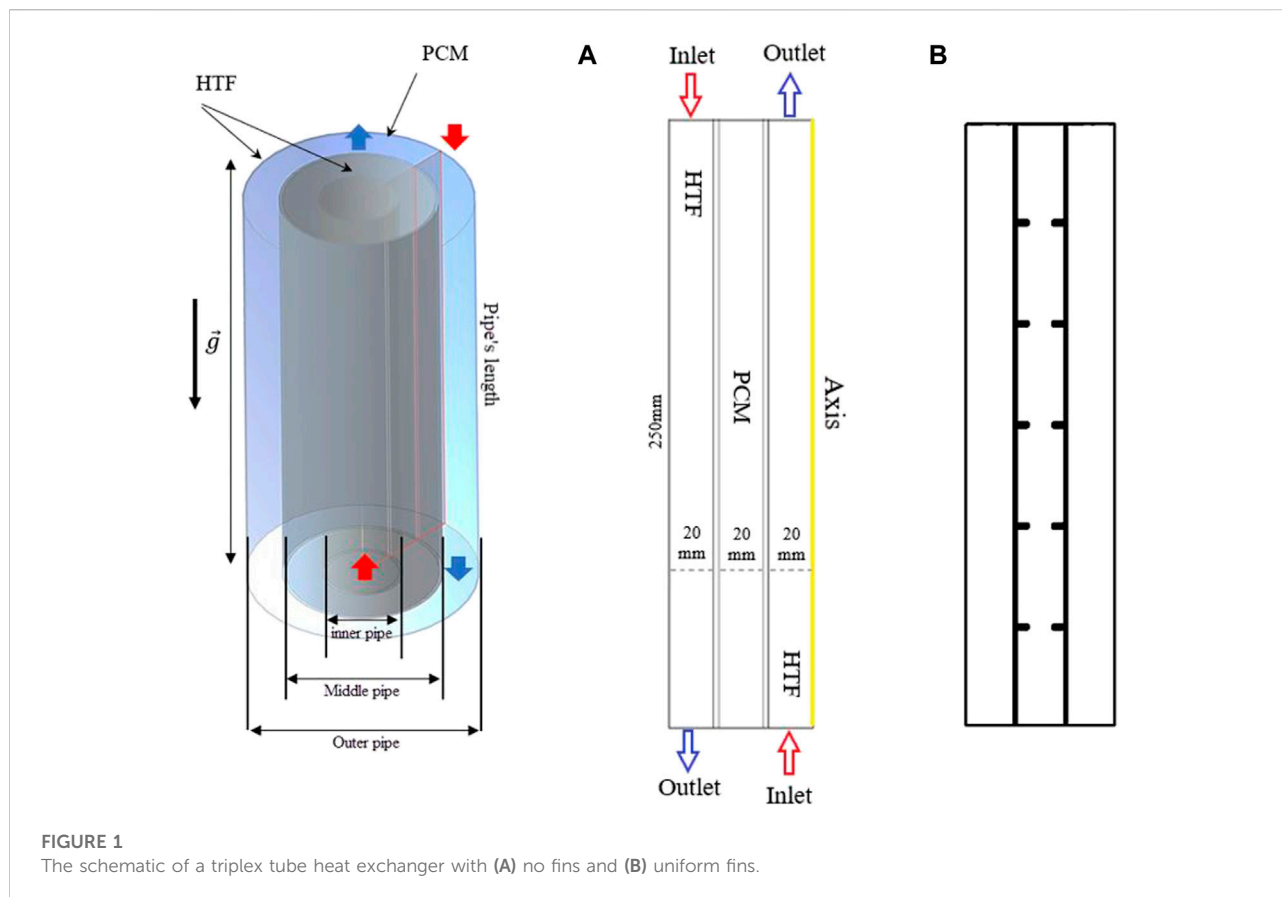 HTF
PCM
g
Pipe's length
inner pipe
Middle pipe
Outer pipe
A
Inlet
Outlet
HTF
PCM
Axis
250mm
20
mm
20
mm
20
mm
HTF
Outlet
Inlet
B
FIGURE 1
The schematic of a triplex tube heat exchanger with (A) no fins and (B) uniform fins.